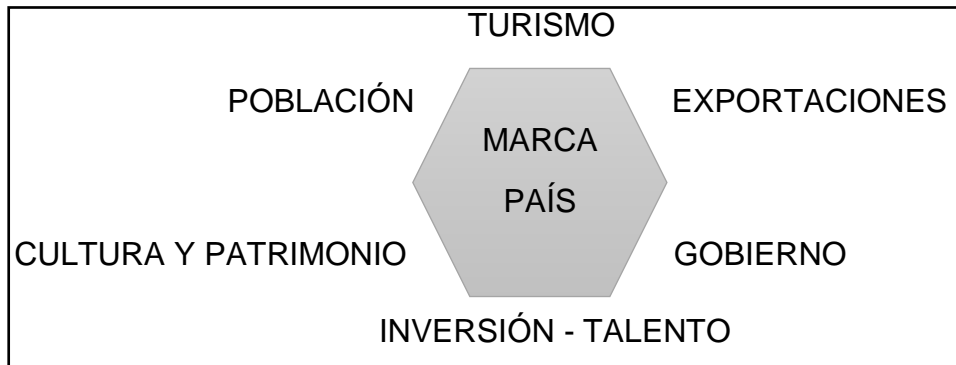 TURISMO
POBLACIÓN
EXPORTACIONES
MARCA
PAÍS
CULTURA Y PATRIMONIO
GOBIERNO
INVERSIÓN - TALENTO